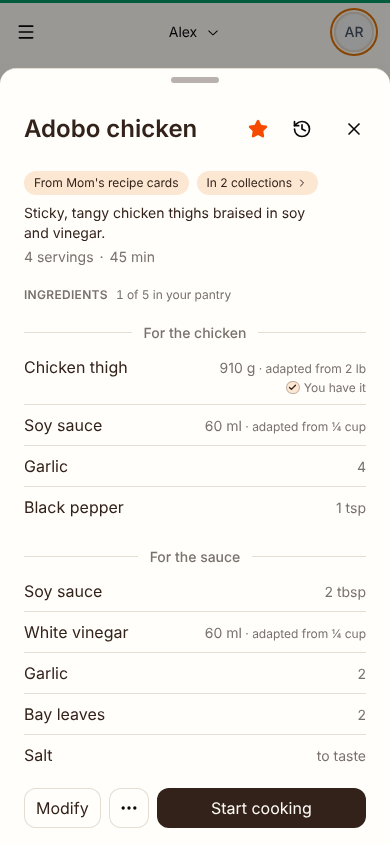 Alex
AR
Adobo chicken
From Mom's recipe cards
In 2 collections
Sticky, tangy chicken thighs braised in soy
and vinegar.
4 servings · 45 min
INGREDIENTS 1 of 5 in your pantry
For the chicken
Chicken thigh 910 g · adapted from 2 lb
You have it
Soy sauce 60 ml · adapted from ¼ cup
Garlic 4
Black pepper 1 tsp
For the sauce
Soy sauce 2 tbsp
White vinegar 60 ml · adapted from ¼ cup
Garlic 2
Bay leaves 2
Salt to taste
Modify
Start cooking